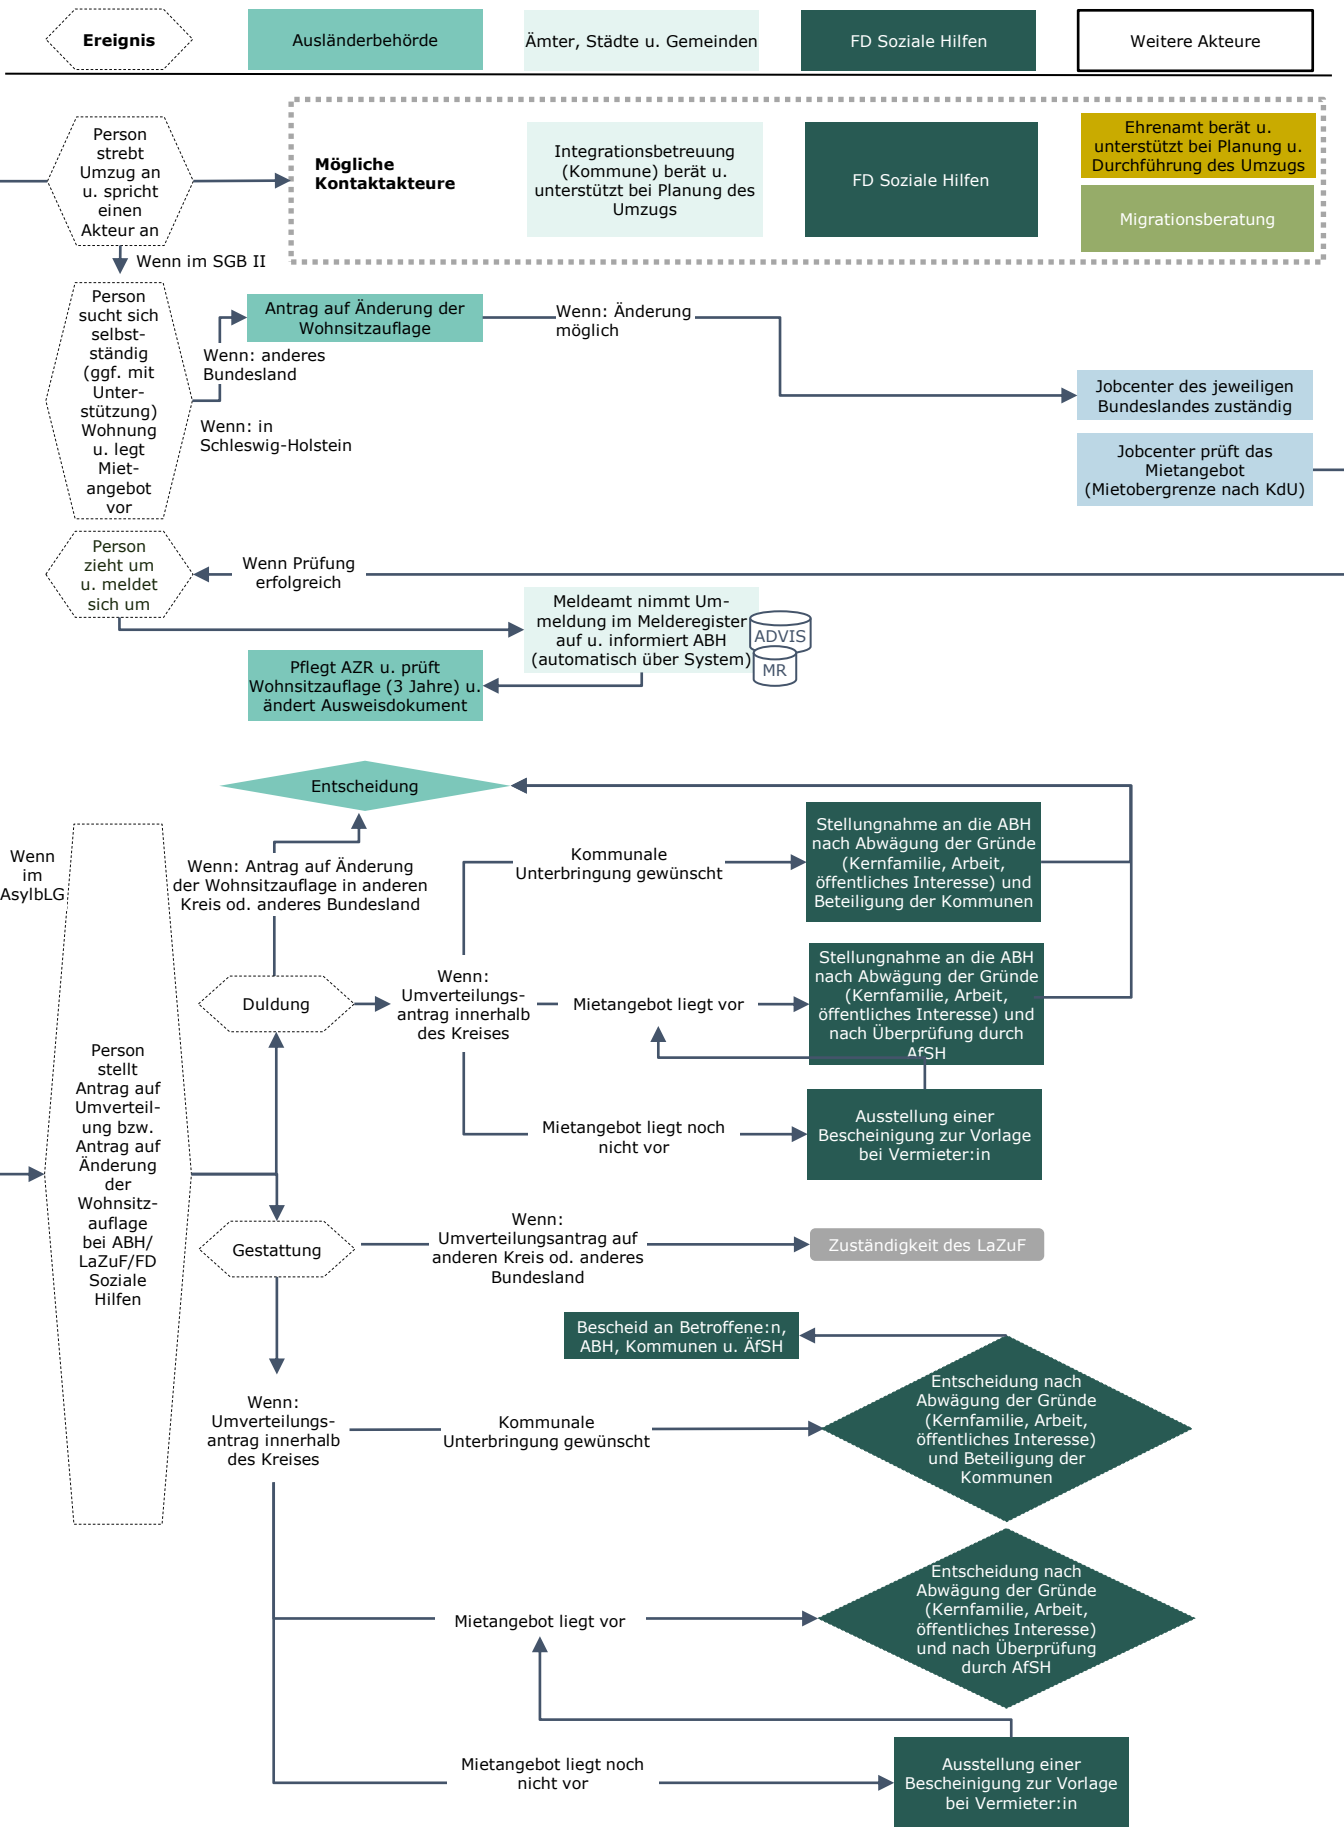 Ereignis
Ausländerbehörde
Ämter, Städte u. Gemeinden
FD Soziale Hilfen
Weitere Akteure
Person
strebt
Umzug an
u. spricht
einen
Akteur an
Mögliche
Kontaktakteure
Integrationsbetreuung
(Kommune) berät u.
unterstützt bei Planung des
Umzugs
FD Soziale Hilfen
Ehrenamt berät u.
unterstützt bei Planung u.
Durchführung des Umzugs
Migrationsberatung
Wenn im SGB II
Person
sucht sich
selbst-
ständig
(ggf. mit
Unter-
stützung)
Wohnung
u. legt
Miet-
angebot
vor
Antrag auf Änderung der
Wohnsitzauflage
Wenn: Änderung
möglich
Wenn: anderes
Bundesland
Wenn: in
Schleswig-Holstein
Jobcenter des jeweiligen
Bundeslandes zuständig
Jobcenter prüft das
Mietangebot
(Mietobergrenze nach KdU)
Person
zieht um
u. meldet
sich um
Wenn Prüfung
erfolgreich
Meldeamt nimmt Um-
meldung im Melderegister
auf u. informiert ABH
(automatisch über System)
ADVIS
MR
Pflegt AZR u. prüft
Wohnsitzauflage (3 Jahre) u.
ändert Ausweisdokument
Entscheidung
Wenn
im
AsylbLG
Wenn: Antrag auf Änderung
der Wohnsitzauflage in anderen
Kreis od. anderes Bundesland
Kommunale
Unterbringung gewünscht
Stellungnahme an die ABH
nach Abwägung der Gründe
(Kernfamilie, Arbeit,
öffentliches Interesse) und
Beteiligung der Kommunen
Duldung
Wenn:
Umverteilungs-
antrag innerhalb
des Kreises
Mietangebot liegt vor
Stellungnahme an die ABH
nach Abwägung der Gründe
(Kernfamilie, Arbeit,
öffentliches Interesse) und
nach Überprüfung durch
AfSH
Person
stellt
Antrag auf
Umverteil-
ung bzw.
Antrag auf
Änderung
der
Wohnsitz-
auflage
bei ABH/
LaZuF/FD
Soziale
Hilfen
Mietangebot liegt noch
nicht vor
Ausstellung einer
Bescheinigung zur Vorlage
bei Vermieter:in
Gestattung
Wenn:
Umverteilungsantrag auf
anderen Kreis od. anderes
Bundesland
Zuständigkeit des LaZuF
Bescheid an Betroffene:n,
ABH, Kommunen u. ÄfSH
Wenn:
Umverteilungs-
antrag innerhalb
des Kreises
Kommunale
Unterbringung gewünscht
Entscheidung nach
Abwägung der Gründe
(Kernfamilie, Arbeit,
öffentliches Interesse)
und Beteiligung der
Kommunen
Mietangebot liegt vor
Entscheidung nach
Abwägung der Gründe
(Kernfamilie, Arbeit,
öffentliches Interesse)
und nach Überprüfung
durch AfSH
Mietangebot liegt noch
nicht vor
Ausstellung einer
Bescheinigung zur Vorlage
bei Vermieter:in